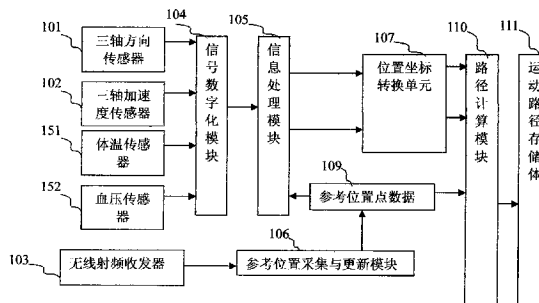 101
三轴方向
传感器
102
三轴加速
度传感器
151
体温传感
器
152
血压传感
器
103
无线射频收发器
104
信号数字化模块
105
信息处理模块
106
参考位置采集与更新模块
107
位置坐标
转换单元
109
参考位置点数据
110
路径计算模块
111
运动路径存储体